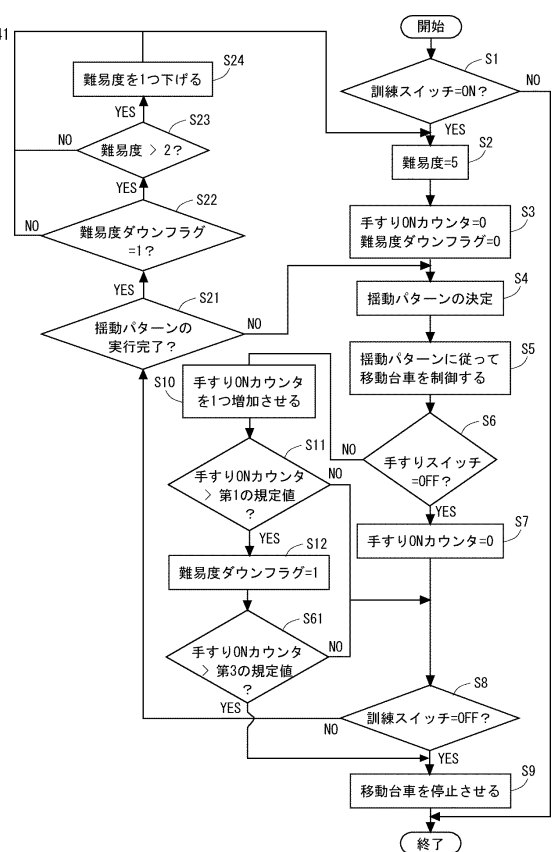 41
開始
S1
訓練スイッチ=ON?
NO
YES
S2
難易度=5
S3
手すりONカウンタ=0
難易度ダウンフラグ=0
S4
揺動パターンの決定
S5
揺動パターンに従って
移動台車を制御する
S6
手すりスイッチ
=OFF?
NO
YES
S7
手すりONカウンタ=0
S24
難易度を1つ下げる
YES
S23
難易度 > 2?
NO
YES
S22
難易度ダウンフラグ
=1?
NO
YES
S21
揺動パターンの
実行完了?
NO
S10
手すりONカウンタ
を1つ増加させる
S11
手すりONカウンタ
> 第1の規定値
?
NO
YES
S12
難易度ダウンフラグ=1
S61
手すりONカウンタ
> 第3の規定値
?
NO
YES
S8
訓練スイッチ=OFF?
NO
YES
S9
移動台車を停止させる
終了